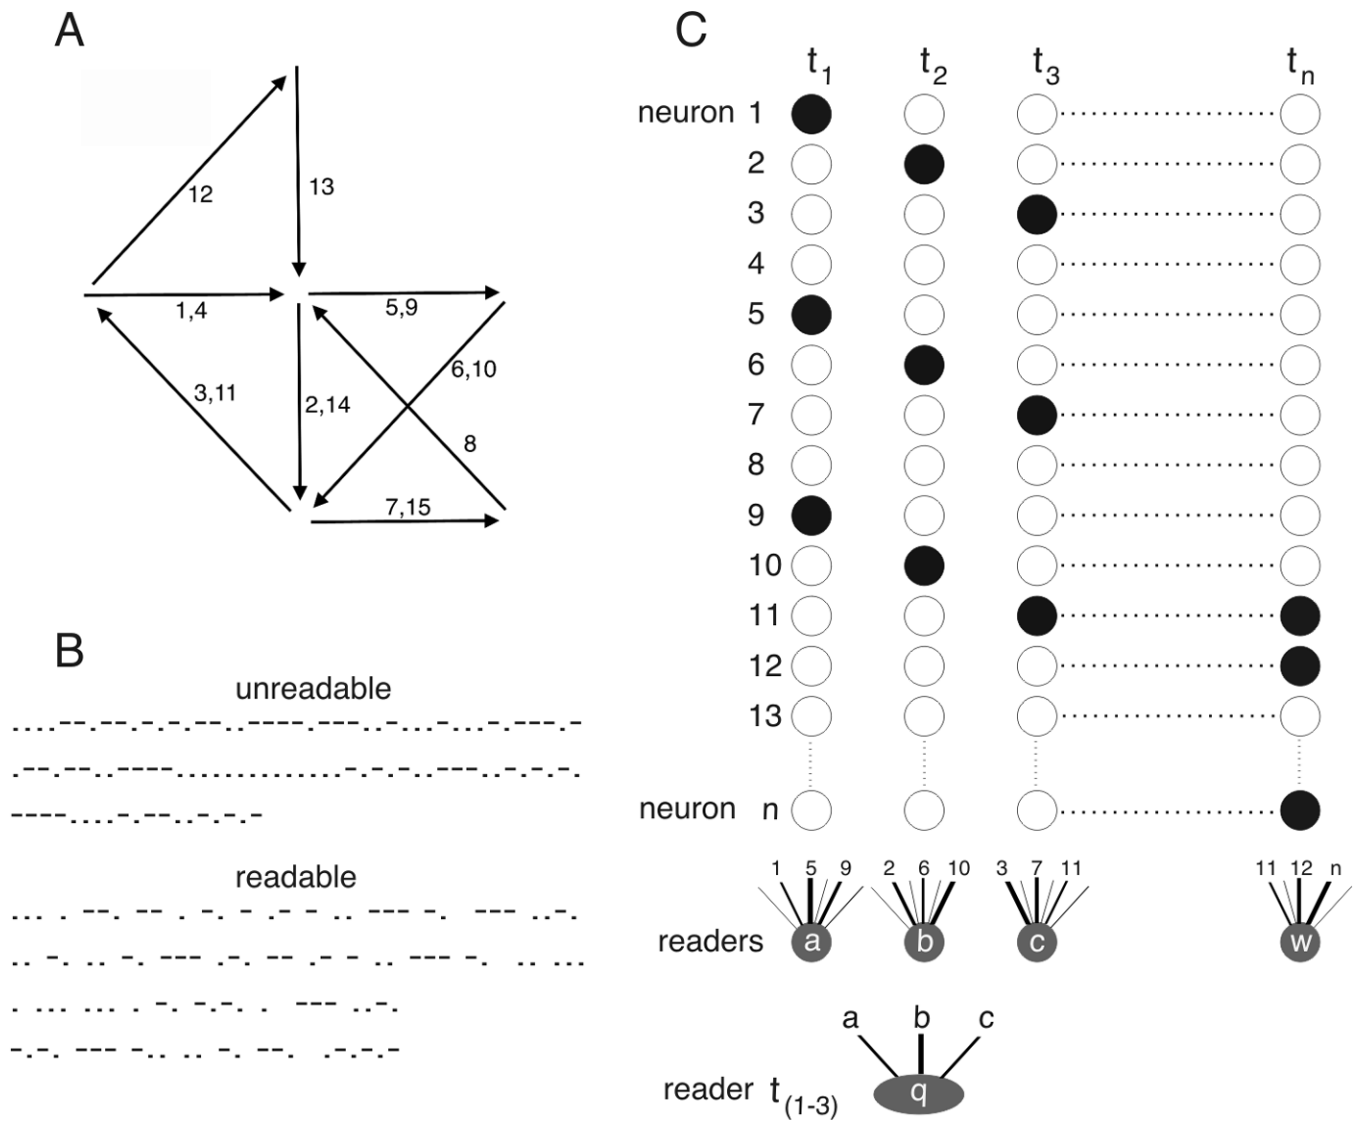 A
12
13
1,4
5,9
6,10
3,11
2,14
8
7,15
B
unreadable
readable
C
t1 t2 t3 tn
neuron 1
2
3
4
5
6
7
8
9
10
11
12
13
neuron n
1 5 9 2 6 10 3 7 11 11 12 n
readers a b c w
a b c
reader t(1-3) q